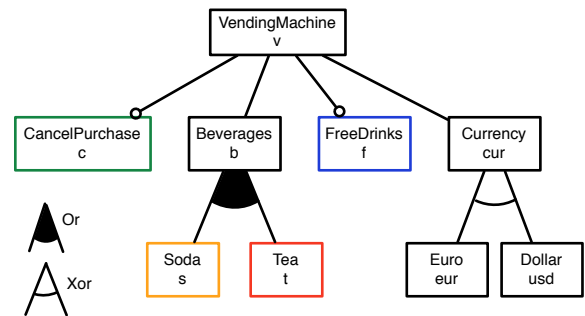 VendingMachine
v
CancelPurchase
c
Beverages
b
FreeDrinks
f
Currency
cur
Or
Xor
Soda
s
Tea
t
Euro
eur
Dollar
usd